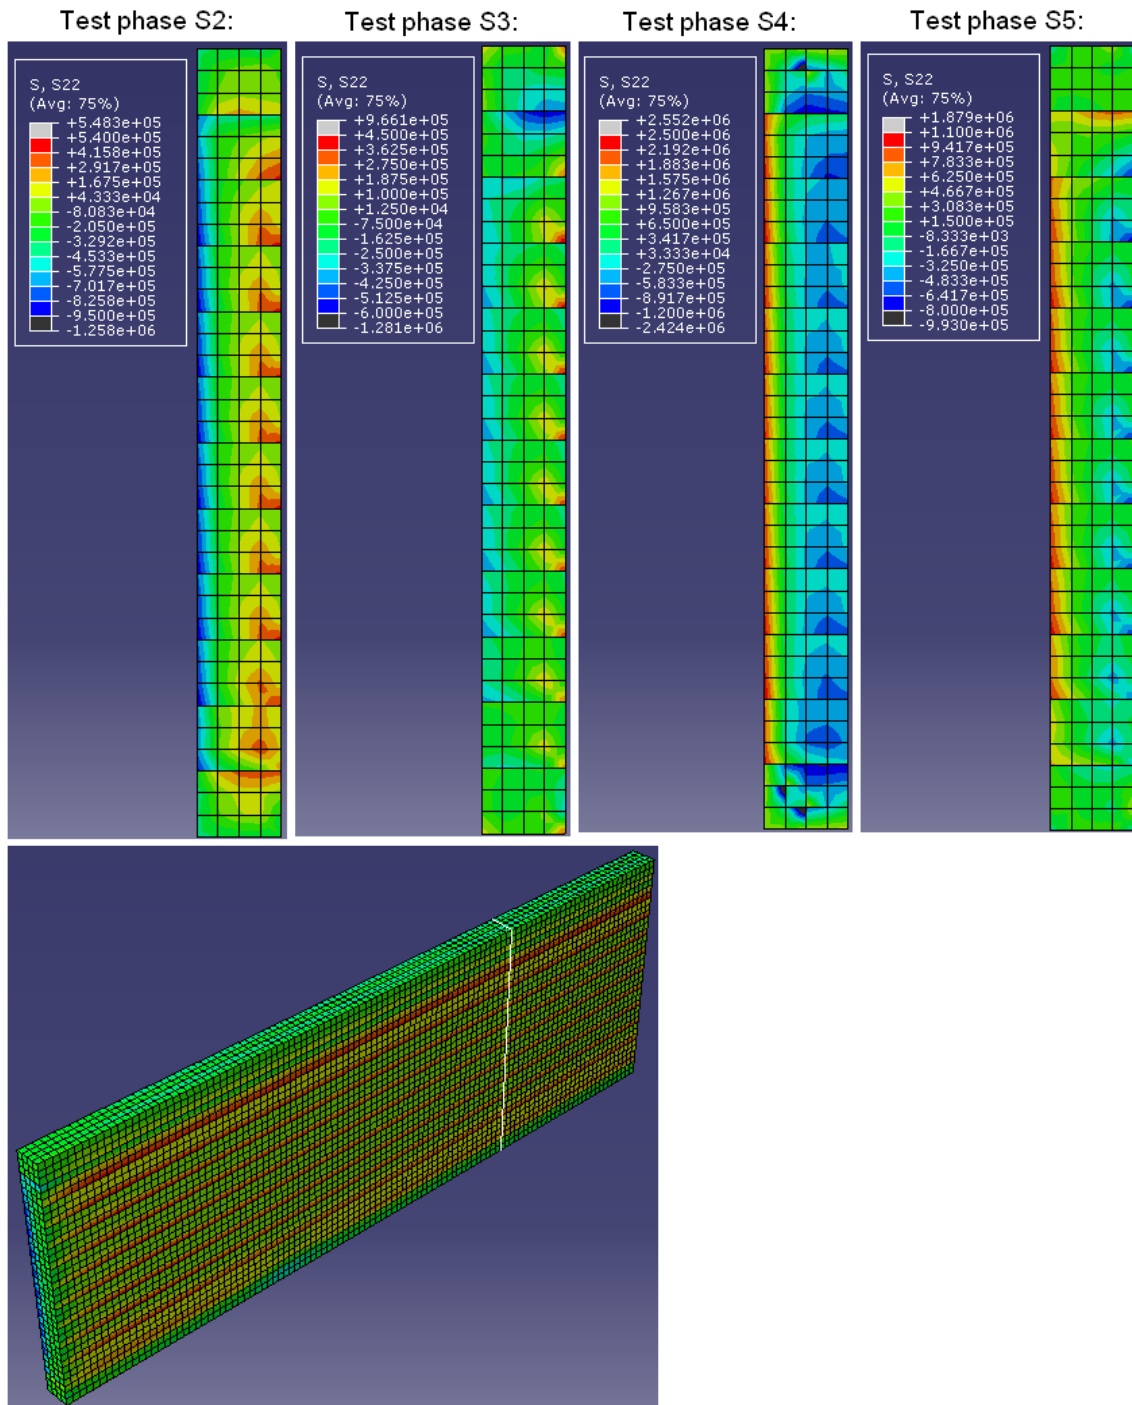 Test phase S2:
Test phase S3:
Test phase S4:
Test phase S5:
S, S22
(Avg: 75%)
+5.483e+05
+5.400e+05
+4.158e+05
+2.917e+05
+1.675e+05
+4.333e+04
-8.083e+04
-2.050e+05
-3.292e+05
-4.533e+05
-5.775e+05
-7.017e+05
-8.258e+05
-9.500e+05
-1.258e+06
S, S22
(Avg: 75%)
+9.661e+05
+4.500e+05
+3.625e+05
+2.750e+05
+1.875e+05
+1.000e+05
+1.250e+04
-7.500e+04
-1.625e+05
-2.500e+05
-3.375e+05
-4.250e+05
-5.125e+05
-6.000e+05
-1.281e+06
S, S22
(Avg: 75%)
+2.552e+06
+2.500e+06
+2.192e+06
+1.883e+06
+1.575e+06
+1.267e+06
+9.583e+05
+6.500e+05
+3.417e+05
+3.333e+04
-2.750e+05
-5.833e+05
-8.917e+05
-1.200e+06
-2.424e+06
S, S22
(Avg: 75%)
+1.879e+06
+1.100e+06
+9.417e+05
+7.833e+05
+6.250e+05
+4.667e+05
+3.083e+05
+1.500e+05
-8.333e+03
-1.667e+05
-3.250e+05
-4.833e+05
-6.417e+05
-8.000e+05
-9.930e+05